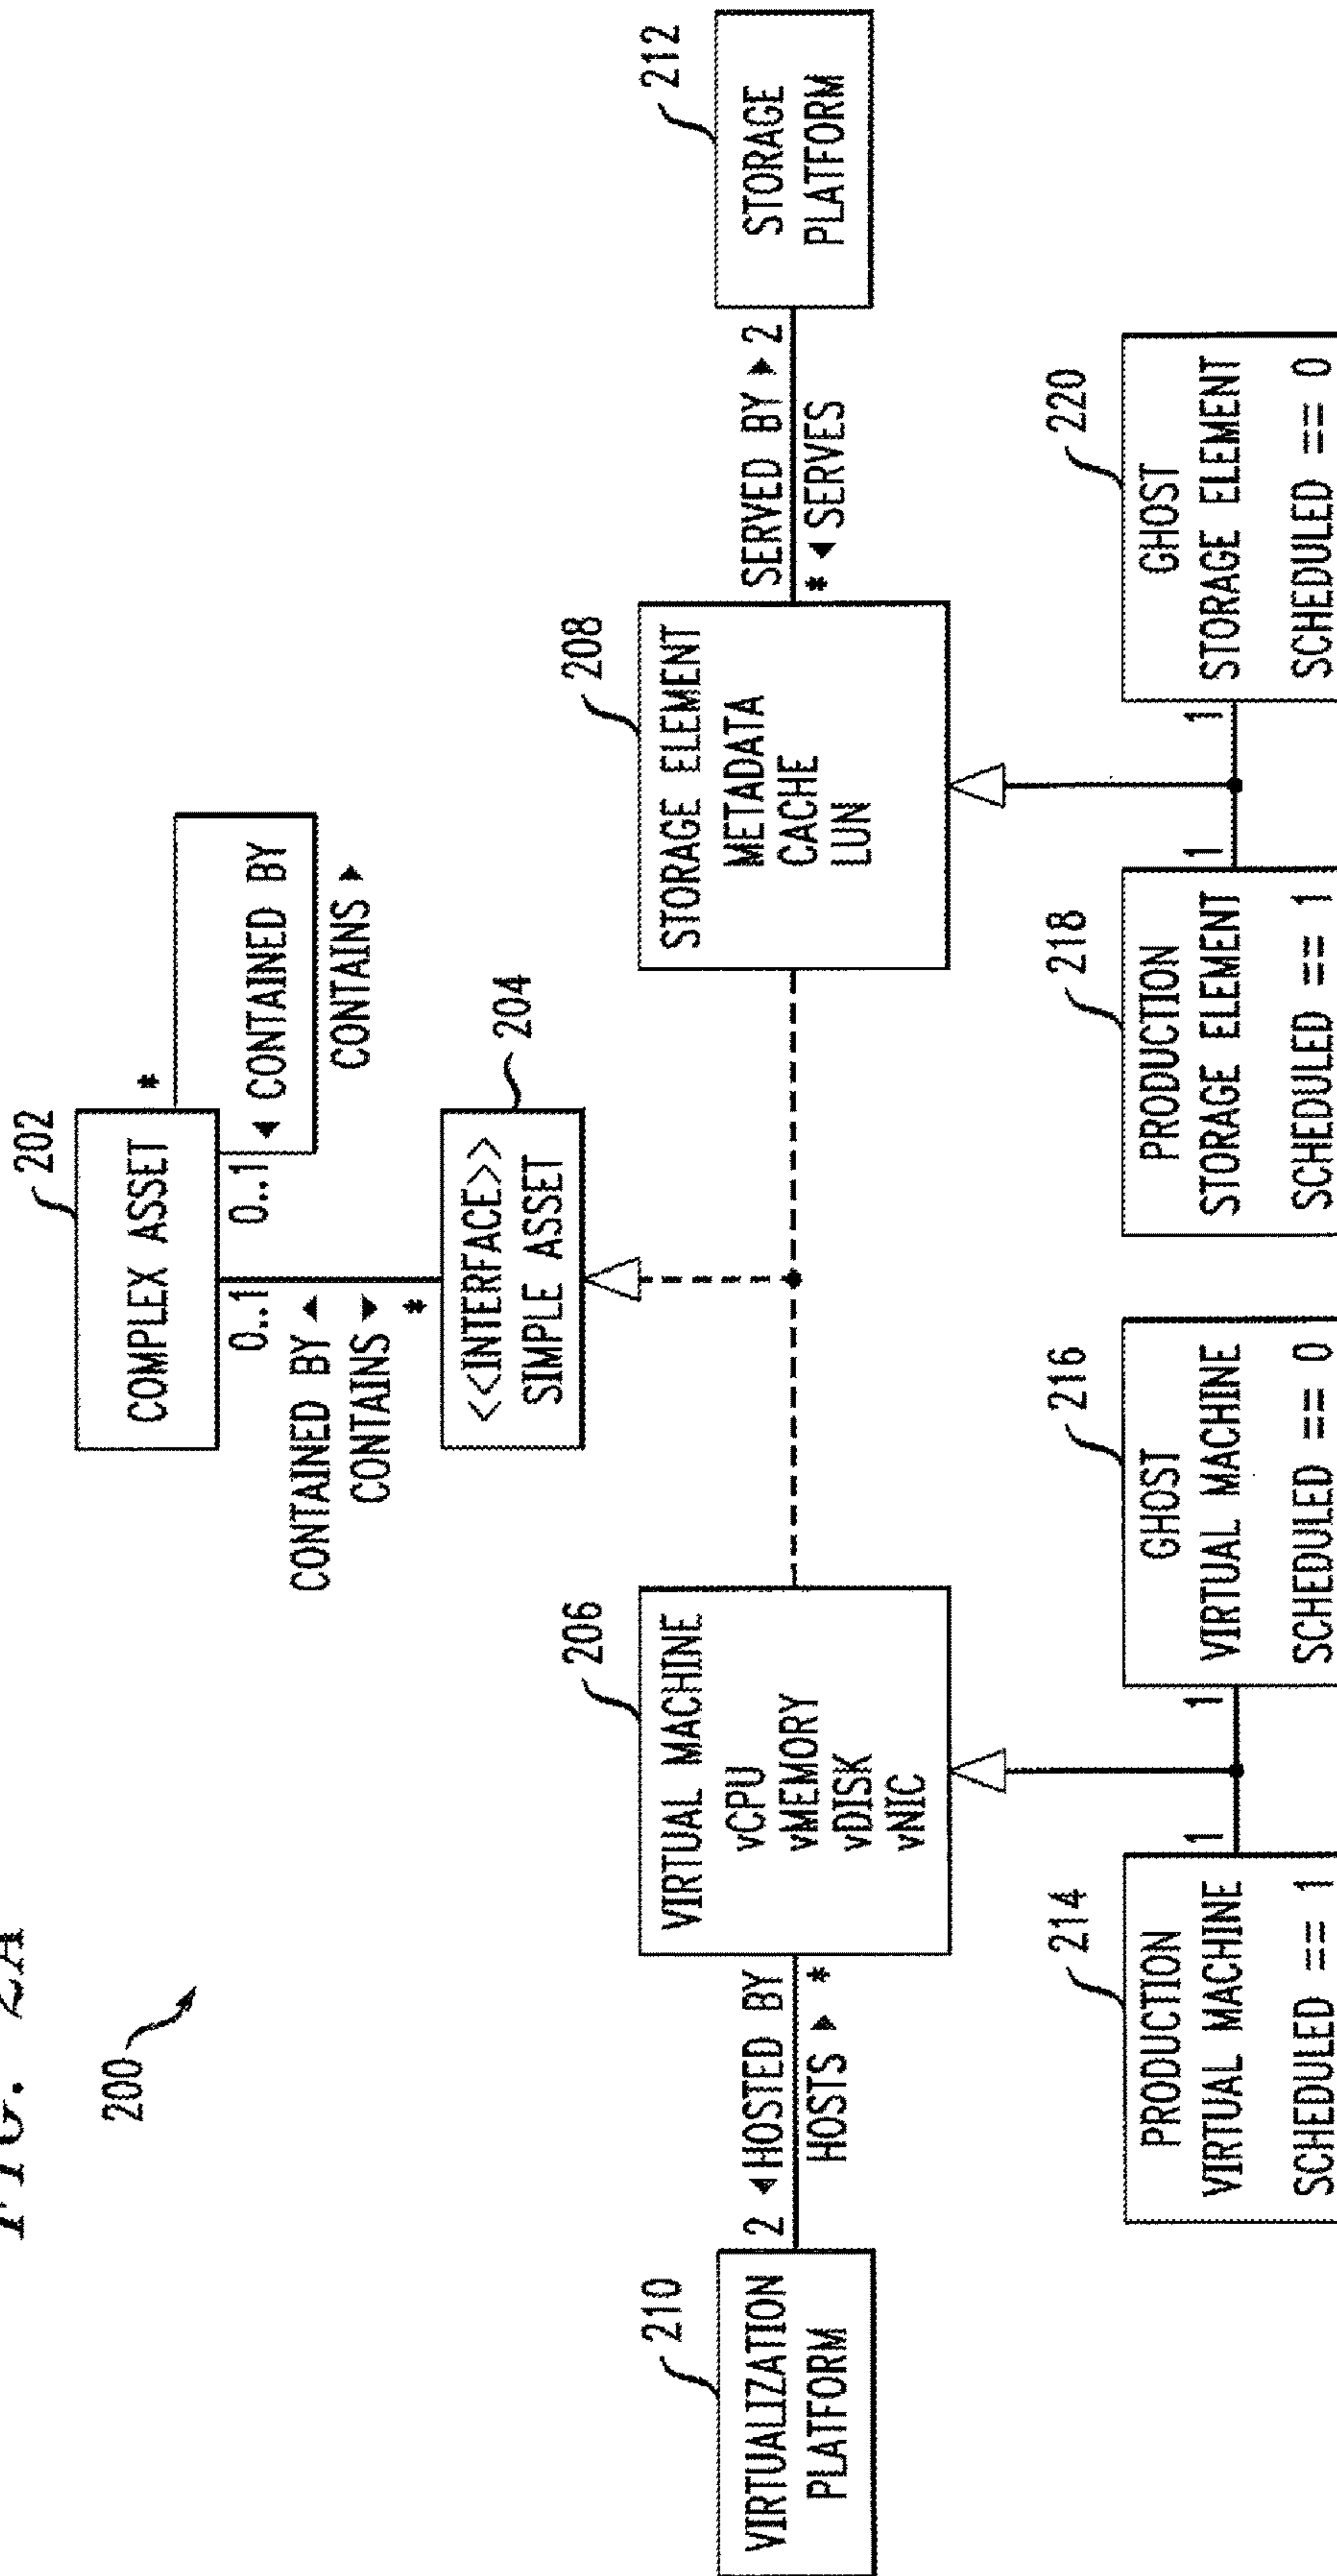 FIG. 2A
200
202
COMPLEX ASSET
*
0..1
◄ CONTAINED BY
CONTAINS ►
0..1
CONTAINED BY ▲
CONTAINS ▼
*
204
<<INTERFACE>>
SIMPLE ASSET
206
VIRTUAL MACHINE
vCPU
vMEMORY
vDISK
vNIC
208
STORAGE ELEMENT
METADATA
CACHE
LUN
210
VIRTUALIZATION
PLATFORM
2 ◄HOSTED BY
HOSTS ► *
212
STORAGE
PLATFORM
SERVED BY ► 2
* ◄ SERVES
214
PRODUCTION
VIRTUAL MACHINE
SCHEDULED == 1
1
1
216
GHOST
VIRTUAL MACHINE
SCHEDULED == 0
218
PRODUCTION
STORAGE ELEMENT
SCHEDULED == 1
1
1
220
GHOST
STORAGE ELEMENT
SCHEDULED == 0